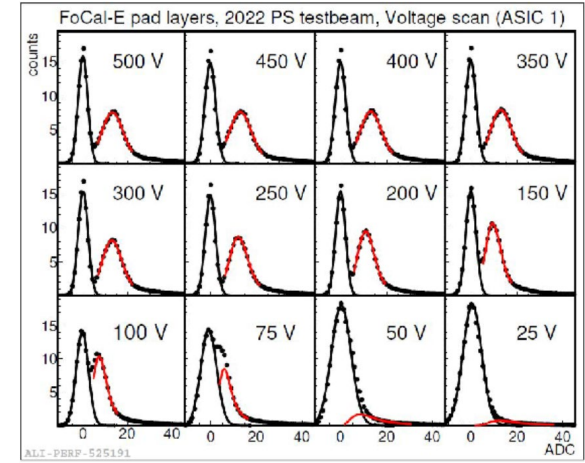 FoCal-E pad layers, 2022 PS testbeam, Voltage scan (ASIC 1)
counts
500 V 450 V 400 V 350 V
15
10
5
300 V 250 V 200 V 150 V
15
10
5
100 V 75 V 50 V 25 V
15
10
5
0 20 40 0 20 40 0 20 40 0 20 40
ADC
ALI-PERF-525191